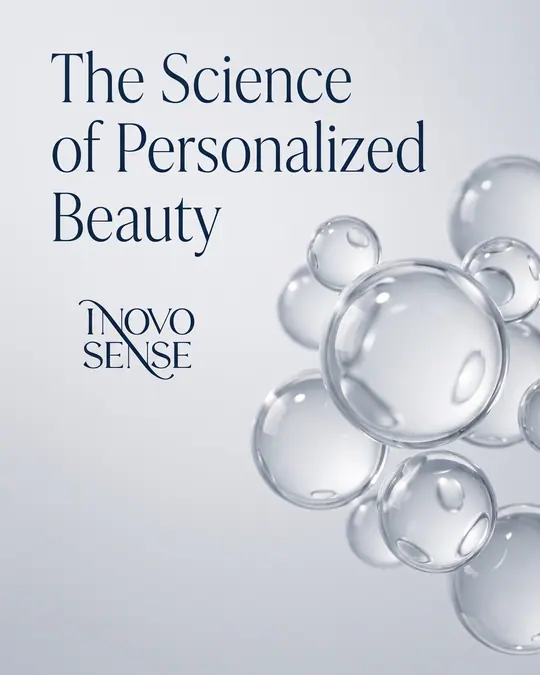 The Science
of Personalized
Beauty
INOVO
SENSE